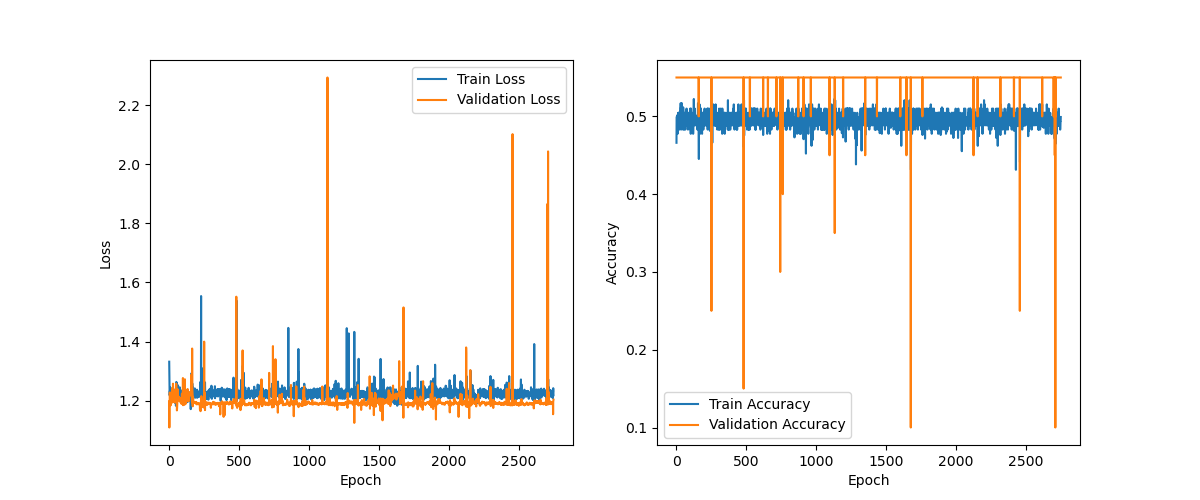 Train Loss
Validation Loss
2.2
2.0
1.8
1.6
1.4
1.2
Loss
0
500
1000
1500
2000
2500
Epoch
0.5
0.4
0.3
0.2
0.1
Accuracy
Train Accuracy
Validation Accuracy
0
500
1000
1500
2000
2500
Epoch